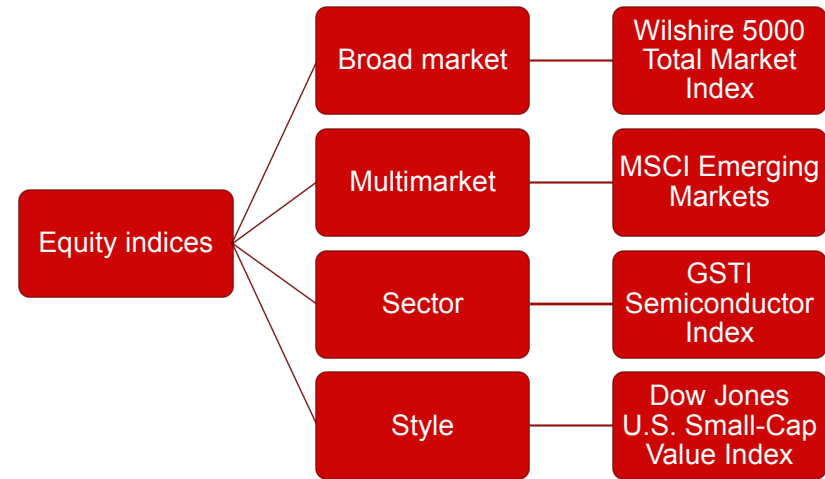 Equity indices
Broad market
Wilshire 5000
Total Market
Index
Multimarket
MSCI Emerging
Markets
Sector
GSTI
Semiconductor
Index
Style
Dow Jones
U.S. Small-Cap
Value Index